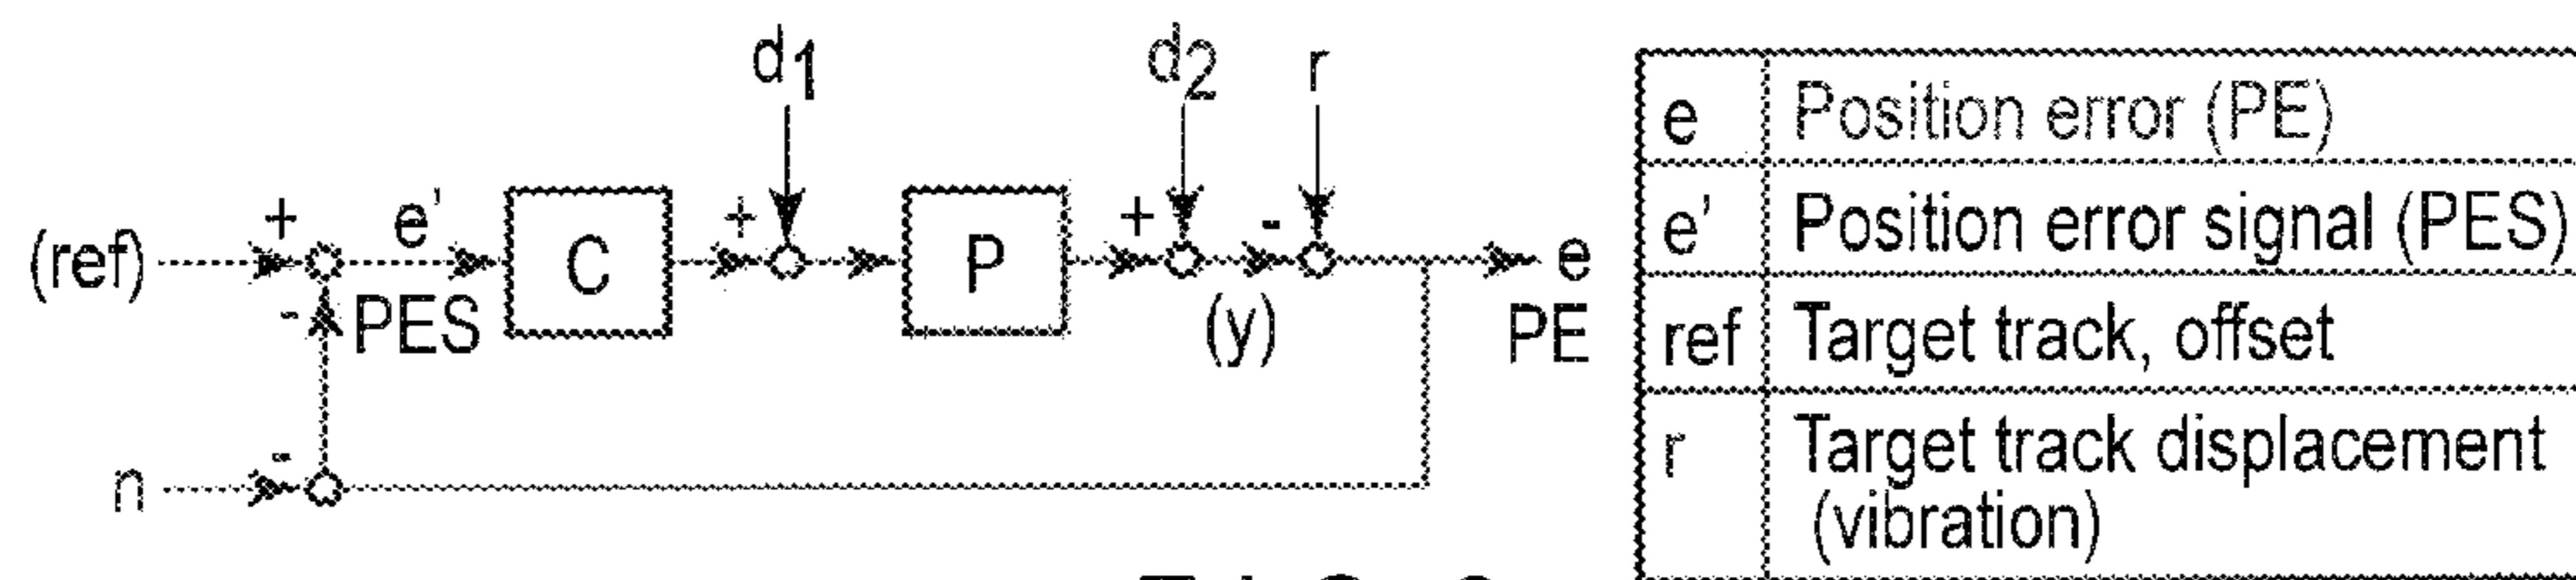 d1
d2
r
(ref)
+
e'
C
+
P
+
-
e
-
PES
(y)
PE
n
-
e Position error (PE)
e' Position error signal (PES)
ref Target track, offset
r Target track displacement
(vibration)